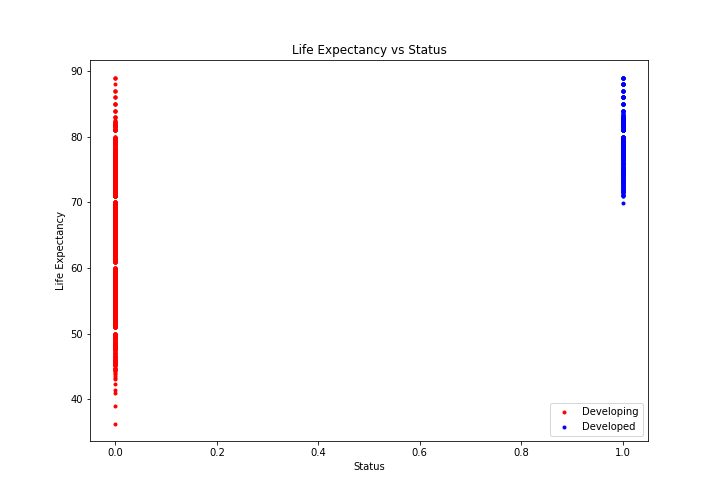 Life Expectancy vs Status
Life Expectancy
90
80
70
60
50
40
0.0 0.2 0.4 0.6 0.8 1.0
Status
Developing
Developed